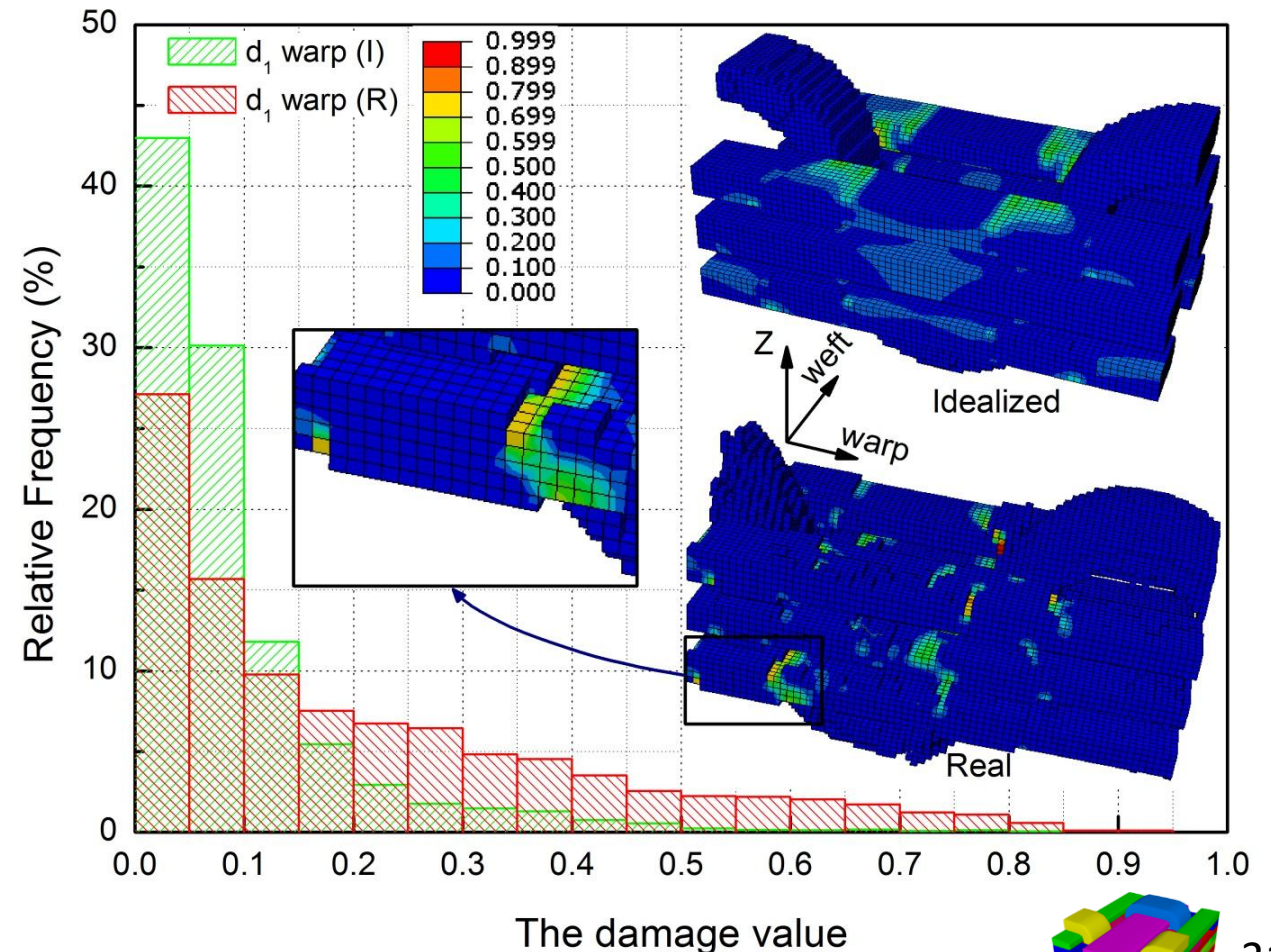 50
40
30
20
10
0
Relative Frequency (%)
d₁ warp (I)
d₁ warp (R)
0.999
0.899
0.799
0.699
0.599
0.500
0.400
0.300
0.200
0.100
0.000
Z
weft
warp
Idealized
Real
0.0 0.1 0.2 0.3 0.4 0.5 0.6 0.7 0.8 0.9 1.0
The damage value